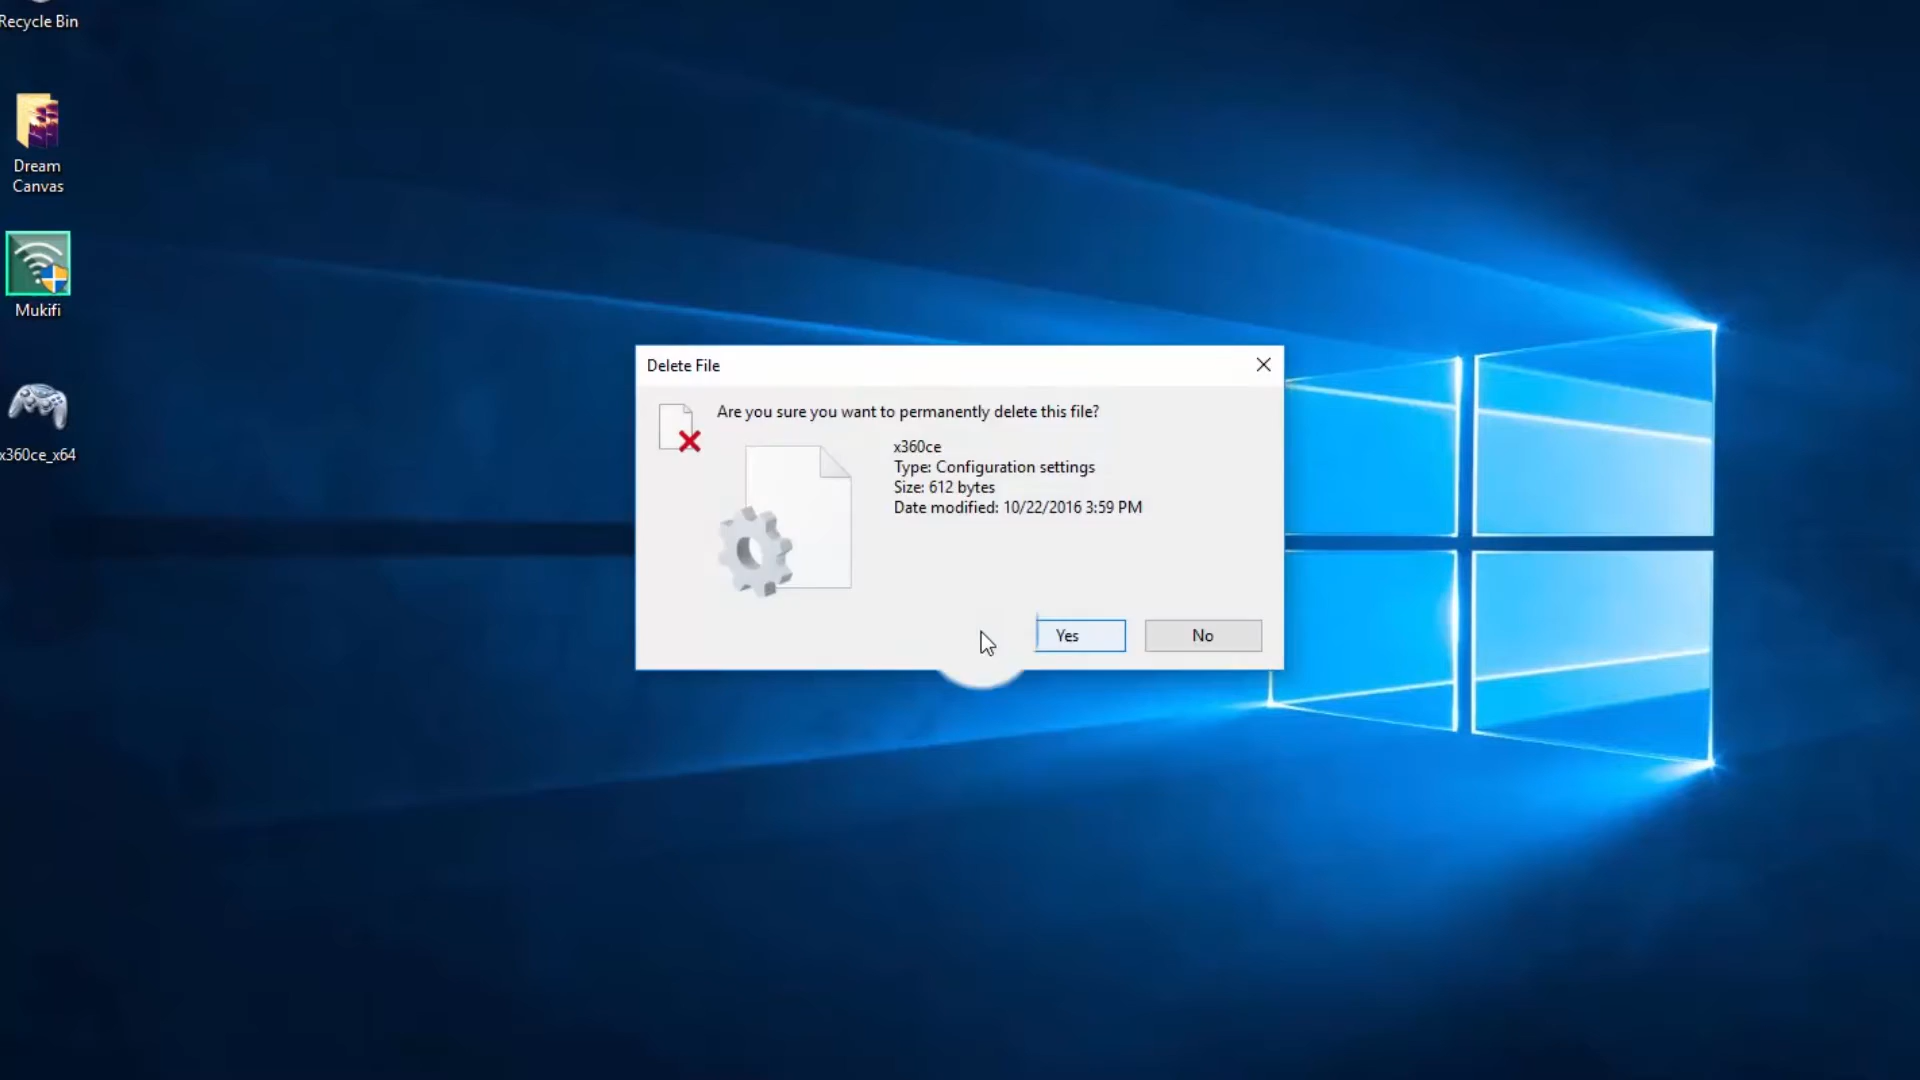 Recycle Bin
Dream
Canvas
Mukifi
x360ce_x64
Delete File
Are you sure you want to permanently delete this file?
x360ce
Type: Configuration settings
Size: 612 bytes
Date modified: 10/22/2016 3:59 PM
Yes
No